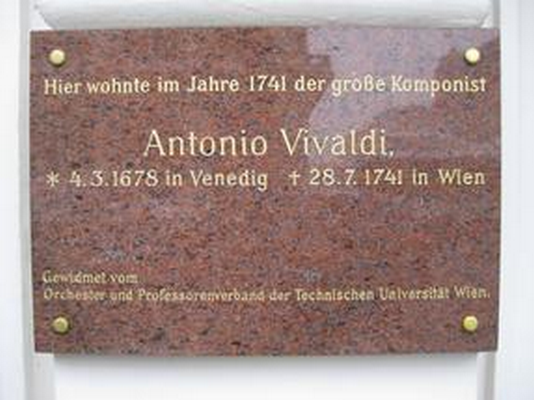 Hier wohnte im Jahre 1741 der große Komponist
Antonio Vivaldi,
* 4.3.1678 in Venedig † 28.7.1741 in Wien
Gewidmet vom
Orchester und Professorenverband der Technischen Universität Wien.